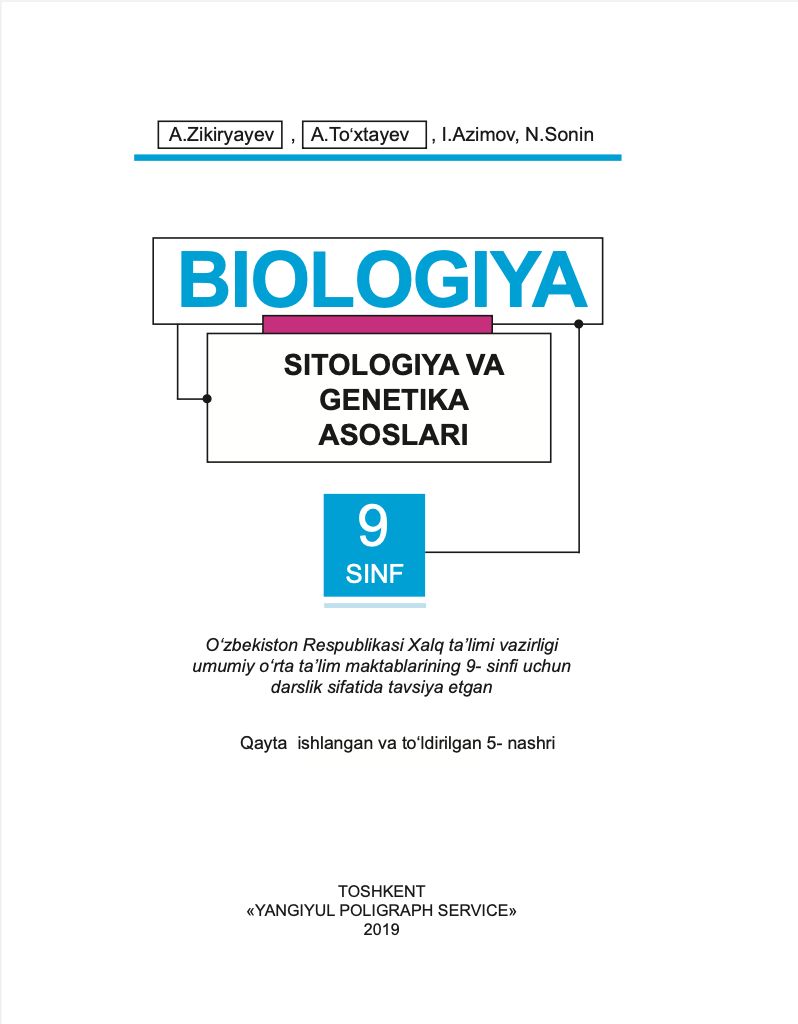 A.Zikiryayev , A.To‘xtayev , I.Azimov, N.Sonin
BIOLOGIYA
SITOLOGIYA VA
GENETIKA
ASOSLARI
9
SINF
O‘zbekiston Respublikasi Xalq ta’limi vazirligi
umumiy o‘rta ta’lim maktablarining 9- sinfi uchun
darslik sifatida tavsiya etgan
Qayta ishlangan va to‘ldirilgan 5- nashri
TOSHKENT
«YANGIYUL POLIGRAPH SERVICE»
2019